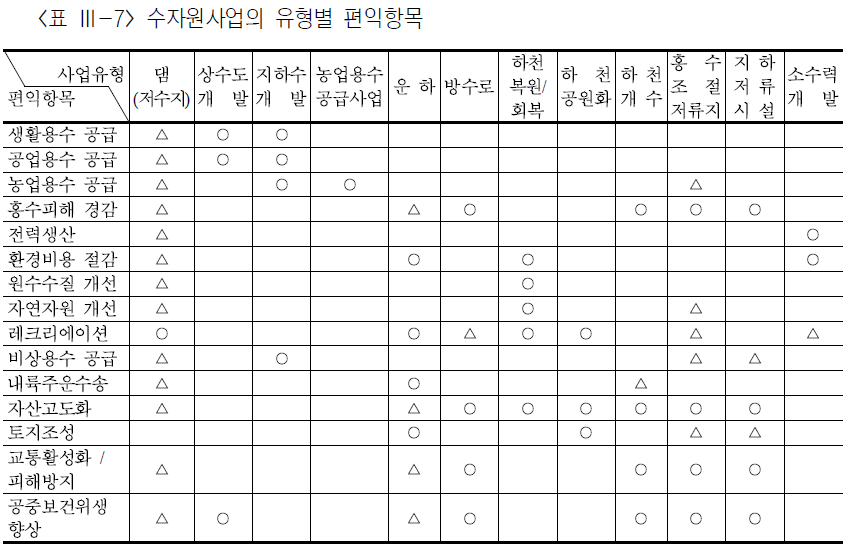 <표 Ⅲ-7> 수자원사업의 유형별 편익항목
사업유형 편익항목 댐 (저수지) 상수도 개 발 지하수 개 발 농업용수 공급사업 운 하 방수로 하천 복원/ 회복 하 천 공원화 하 천 개 수 홍 수 조 절 저류지 지 하 저 류 시 설 소수력 개 발
생활용수 공급 △ ○ ○
공업용수 공급 △ ○ ○
농업용수 공급 △ ○ ○ △
홍수피해 경감 △ △ ○ ○ ○ ○
전력생산 △ ○
환경비용 절감 △ ○ ○ ○
원수수질 개선 △ ○
자연자원 개선 △ ○ △
레크리에이션 ○ ○ △ ○ ○ △ △
비상용수 공급 △ ○ △ △
내륙주운수송 △ ○ △
자산고도화 △ △ ○ ○ ○ ○ ○ ○
토지조성 ○ ○ △ △
교통활성화 /
피해방지 △ △ ○ ○ ○ ○
공중보건위생
향상 △ ○ △ ○ ○ ○ ○